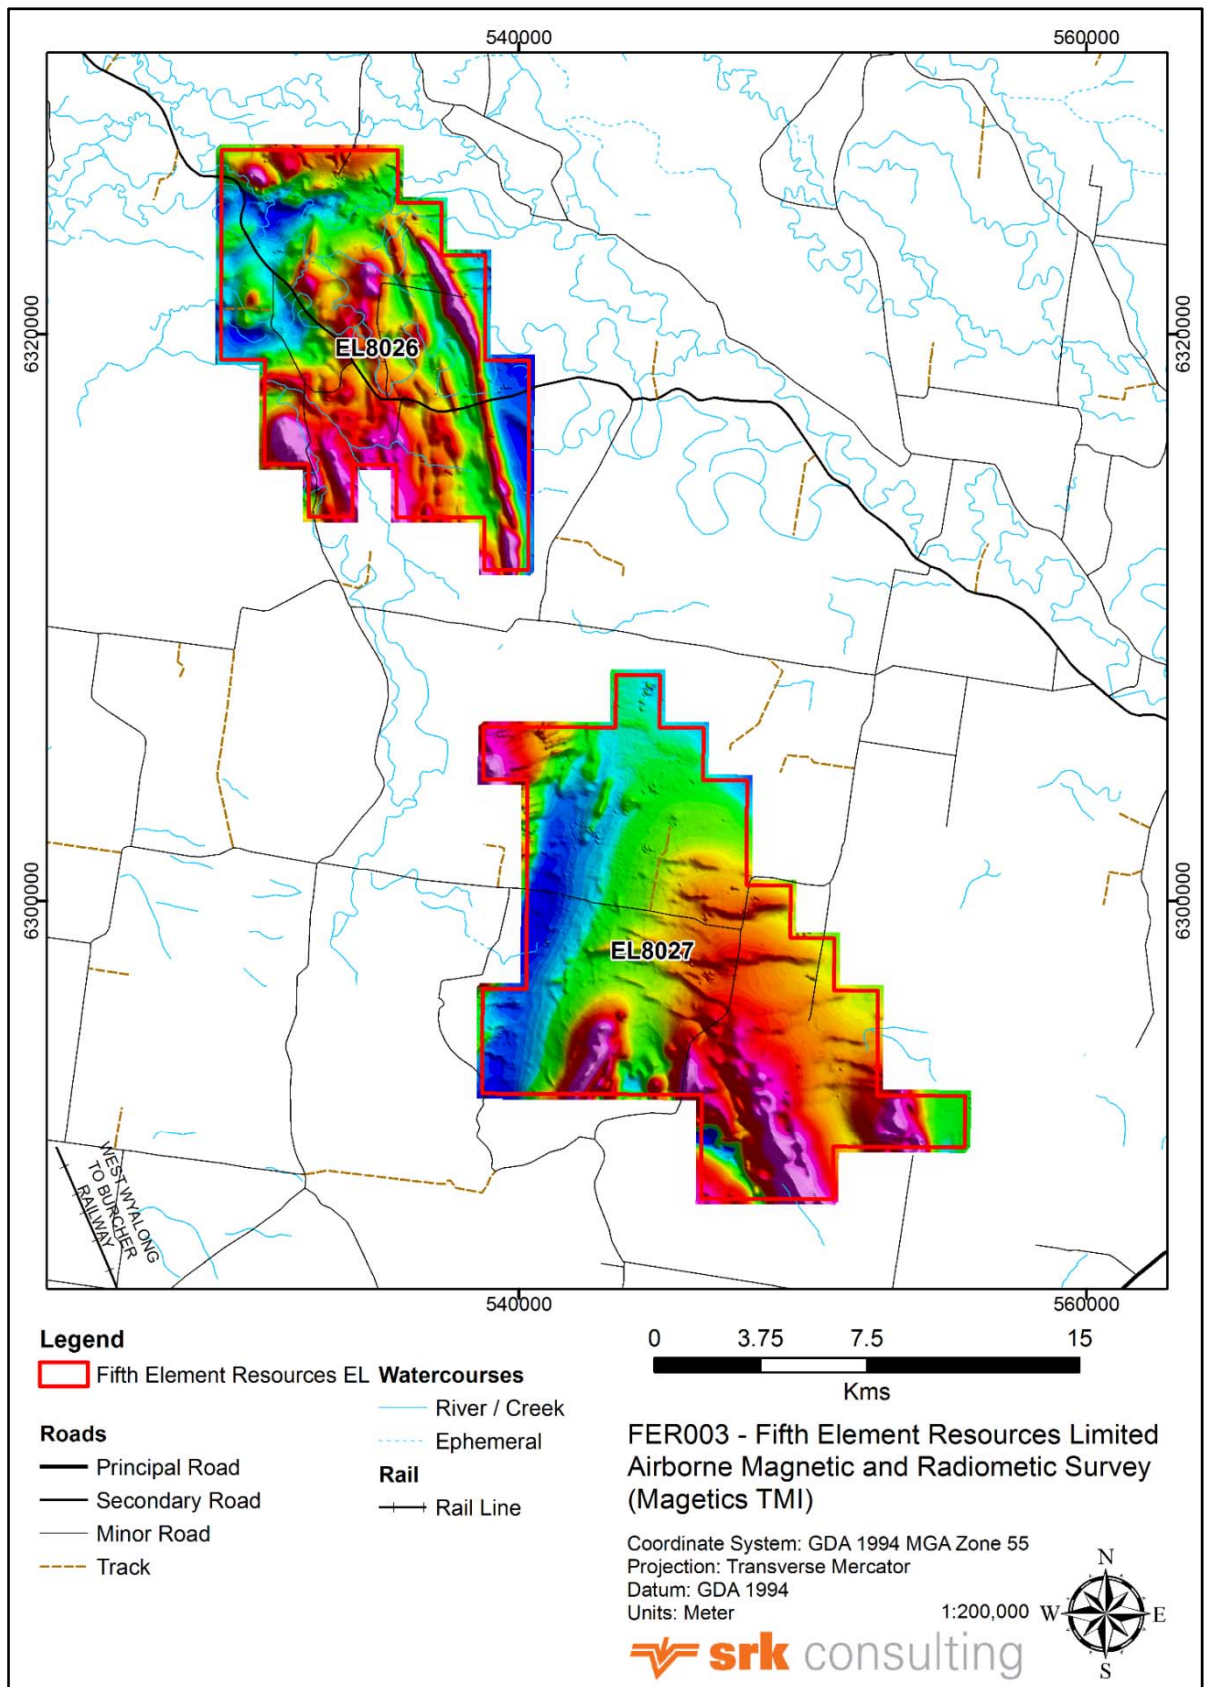 540000
560000
6320000
6320000
EL8026
6300000
6300000
EL8027
WEST WYALONG
TO BURCHER
RAILWAY
540000
560000
Legend
Fifth Element Resources EL
Roads
Principal Road
Secondary Road
Minor Road
Track
Watercourses
River / Creek
Ephemeral
Rail
Rail Line
0 3.75 7.5 15
Kms
FER003 - Fifth Element Resources Limited
Airborne Magnetic and Radiometic Survey
(Magetics TMI)
Coordinate System: GDA 1994 MGA Zone 55
Projection: Transverse Mercator
Datum: GDA 1994
Units: Meter
1:200,000
N
W
E
S
srk consulting